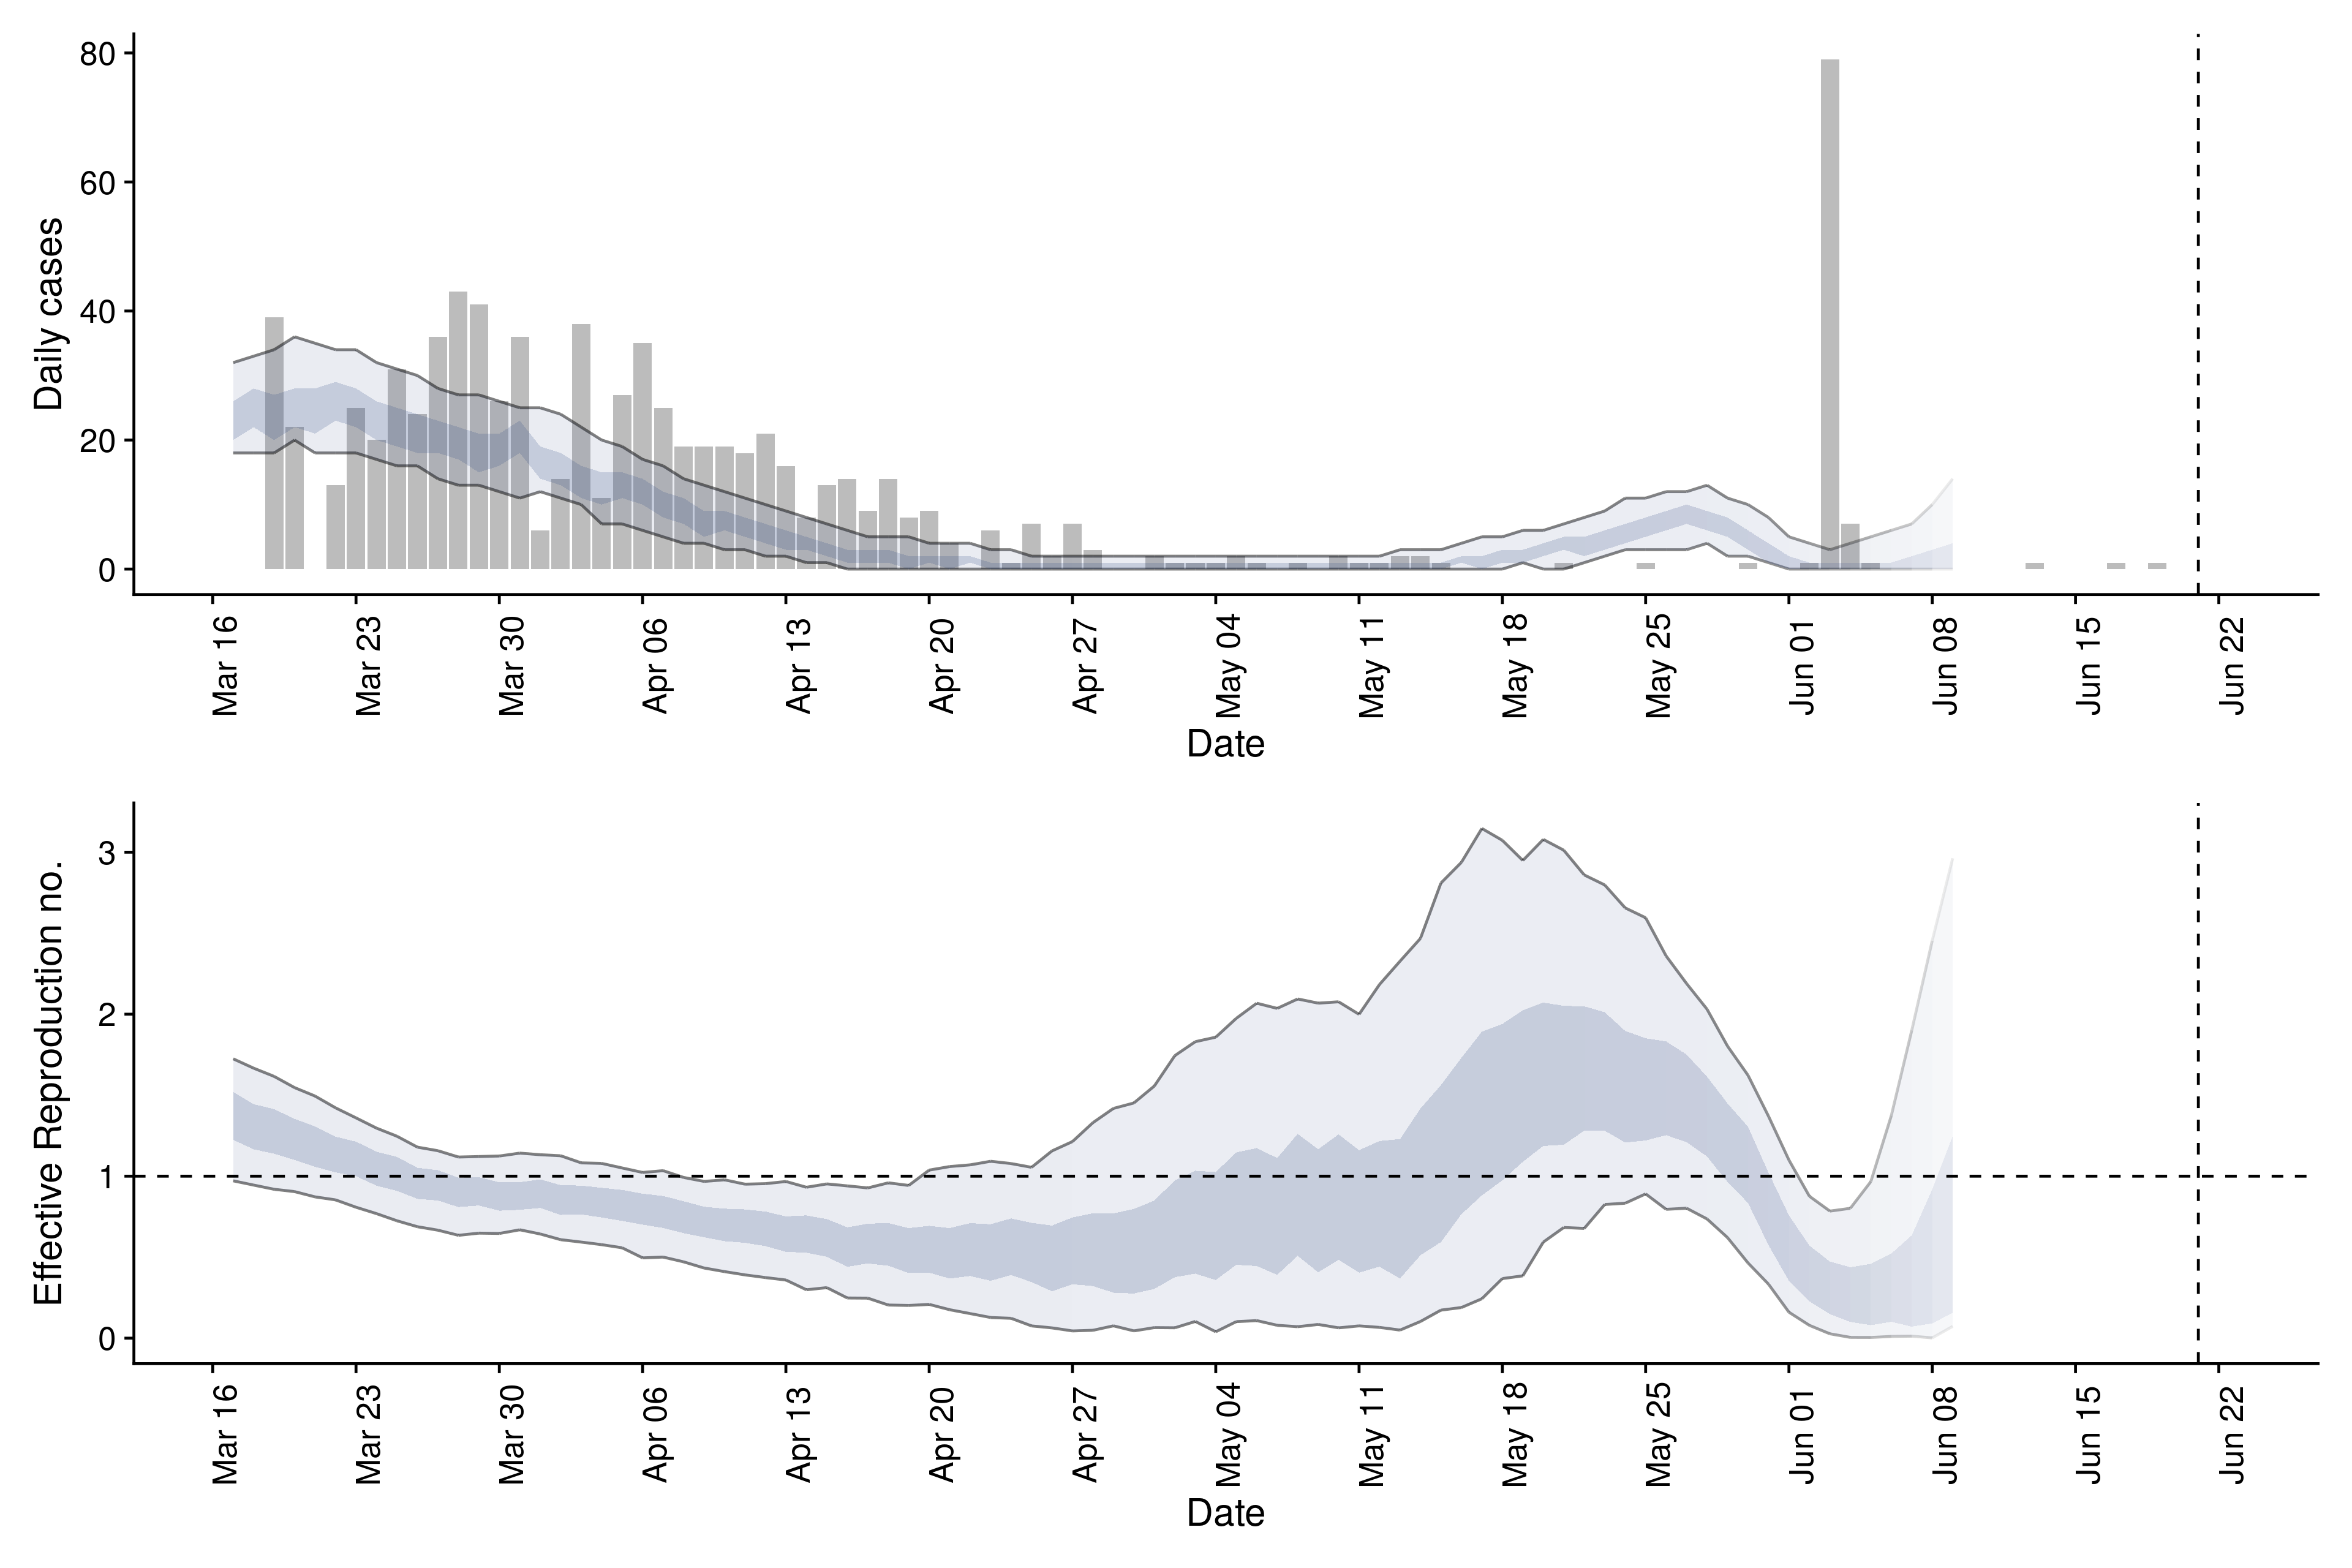 Daily cases
80
60
40
20
0
Mar 16
Mar 23
Mar 30
Apr 06
Apr 13
Apr 20
Apr 27
May 04
May 11
May 18
May 25
Jun 01
Jun 08
Jun 15
Jun 22
Date
Effective Reproduction no.
3
2
1
0
Mar 16
Mar 23
Mar 30
Apr 06
Apr 13
Apr 20
Apr 27
May 04
May 11
May 18
May 25
Jun 01
Jun 08
Jun 15
Jun 22
Date